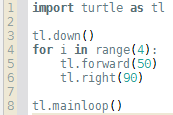 1 import turtle as tl
2
3 tl.down()
4 for i in range(4):
5     tl.forward(50)
6     tl.right(90)
7
8 tl.mainloop()